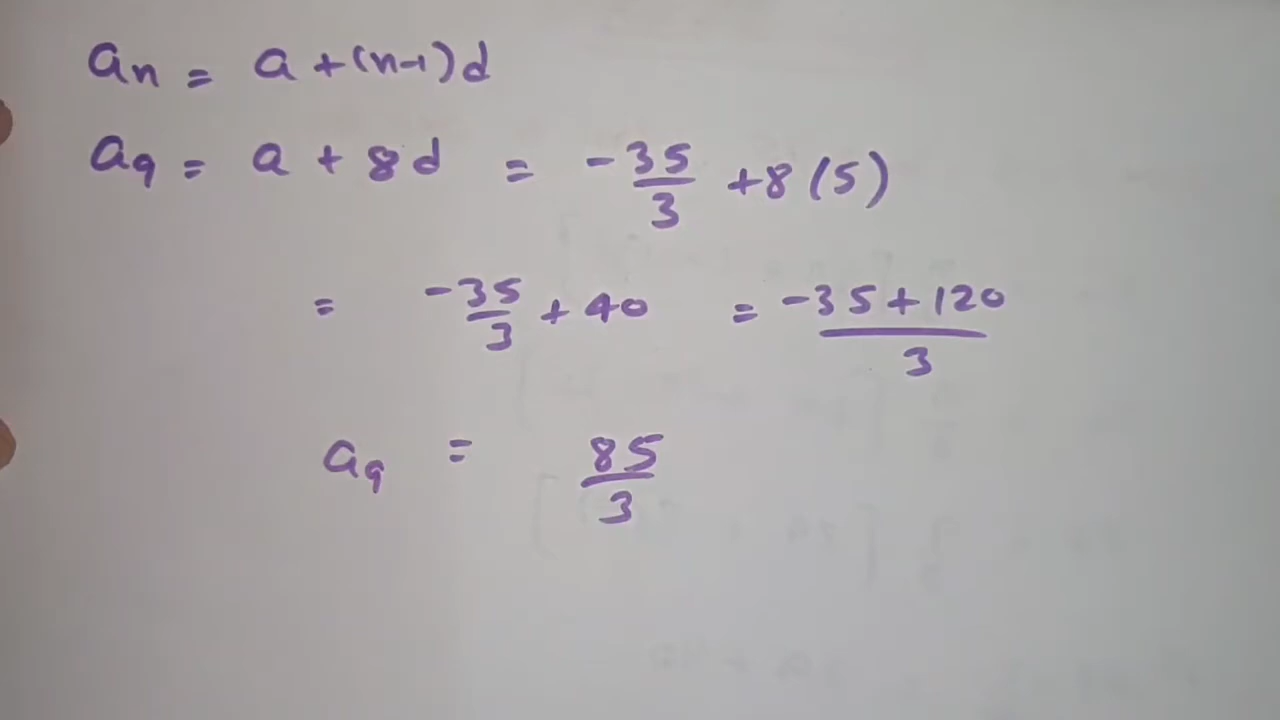 an = a + (n-1)d
a9 = a + 8d = -35/3 + 8(5)
= -35/3 + 40 = (-35 + 120)/3
a9 = 85/3